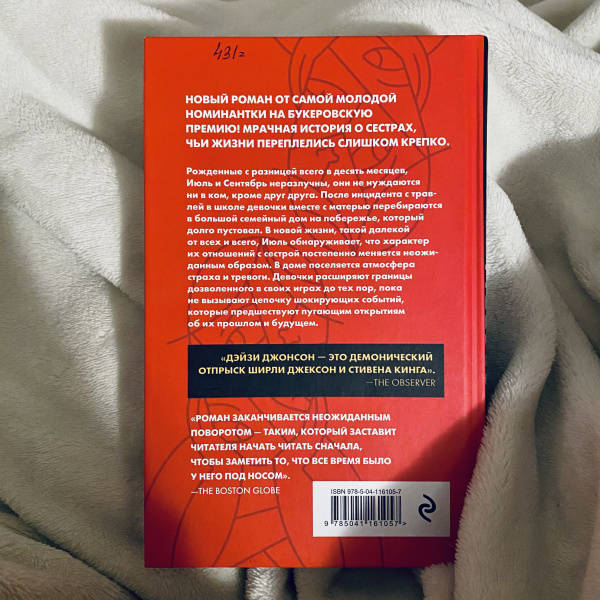 431=
НОВЫЙ РОМАН ОТ САМОЙ МОЛОДОЙ
НОМИНАНТКИ НА БУКЕРОВСКУЮ
ПРЕМИЮ! МРАЧНАЯ ИСТОРИЯ О СЕСТРАХ,
ЧЬИ ЖИЗНИ ПЕРЕПЛЕЛИСЬ СЛИШКОМ КРЕПКО.
Рожденные с разницей всего в десять месяцев,
Июль и Сентябрь неразлучны, они не нуждаются
ни в ком, кроме друг друга. После инцидента с трав-
лей в школе девочки вместе с матерью перебираются
в большой семейный дом на побережье, который
долго пустовал. В новой жизни, такой далекой
от всех и всего, Июль обнаруживает, что характер
их отношений с сестрой постепенно меняется неожи-
данным образом. В доме поселяется атмосфера
страха и тревоги. Девочки расширяют границы
дозволенного в своих играх до тех пор, пока
не вызывают цепочку шокирующих событий,
которые предшествуют пугающим открытиям
об их прошлом и будущем.
«ДЭЙЗИ ДЖОНСОН — ЭТО ДЕМОНИЧЕСКИЙ
ОТПРЫСК ШИРЛИ ДЖЕКСОН И СТИВЕНА КИНГА».
—THE OBSERVER
«РОМАН ЗАКАНЧИВАЕТСЯ НЕОЖИДАННЫМ
ПОВОРОТОМ — ТАКИМ, КОТОРЫЙ ЗАСТАВИТ
ЧИТАТЕЛЯ НАЧАТЬ ЧИТАТЬ СНАЧАЛА,
ЧТОБЫ ЗАМЕТИТЬ ТО, ЧТО ВСЕ ВРЕМЯ БЫЛО
У НЕГО ПОД НОСОМ».
—THE BOSTON GLOBE
ISBN 978-5-04-116105-7
9 785041 161057 >